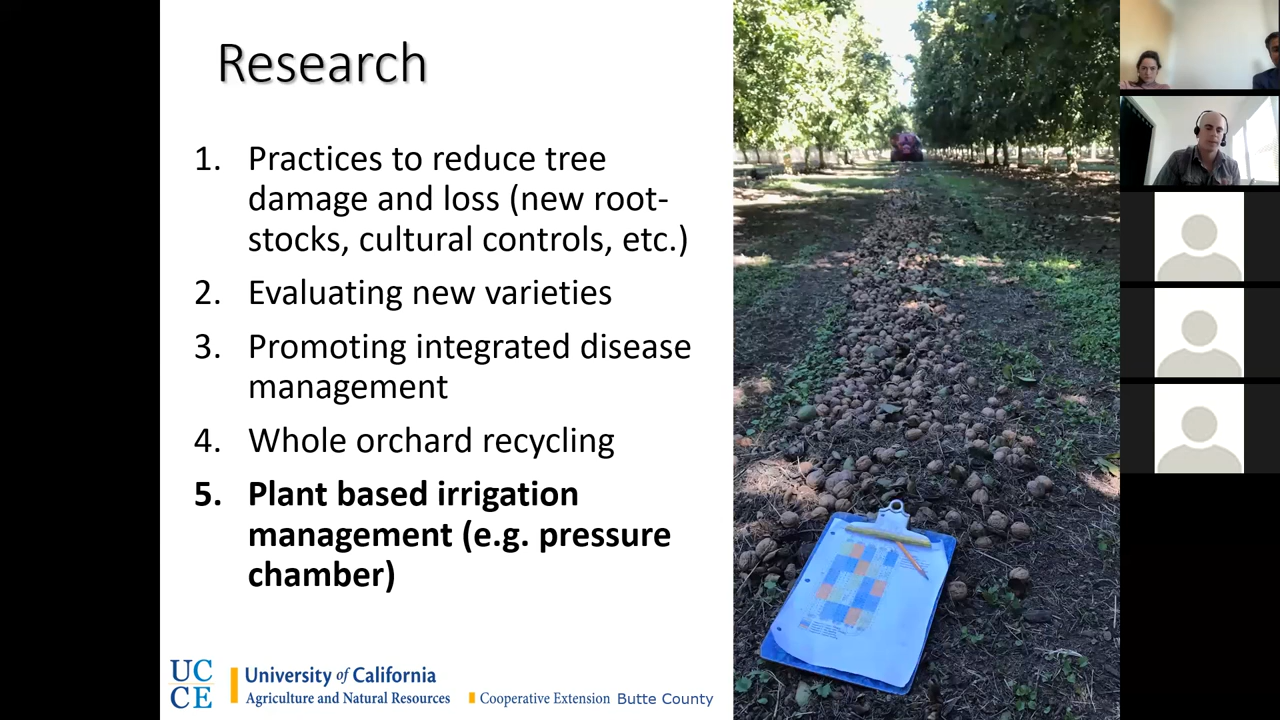 Research
1. Practices to reduce tree
damage and loss (new root-
stocks, cultural controls, etc.)
2. Evaluating new varieties
3. Promoting integrated disease
management
4. Whole orchard recycling
5. Plant based irrigation
management (e.g. pressure
chamber)
UC
CE
University of California
Agriculture and Natural Resources
Cooperative Extension Butte County